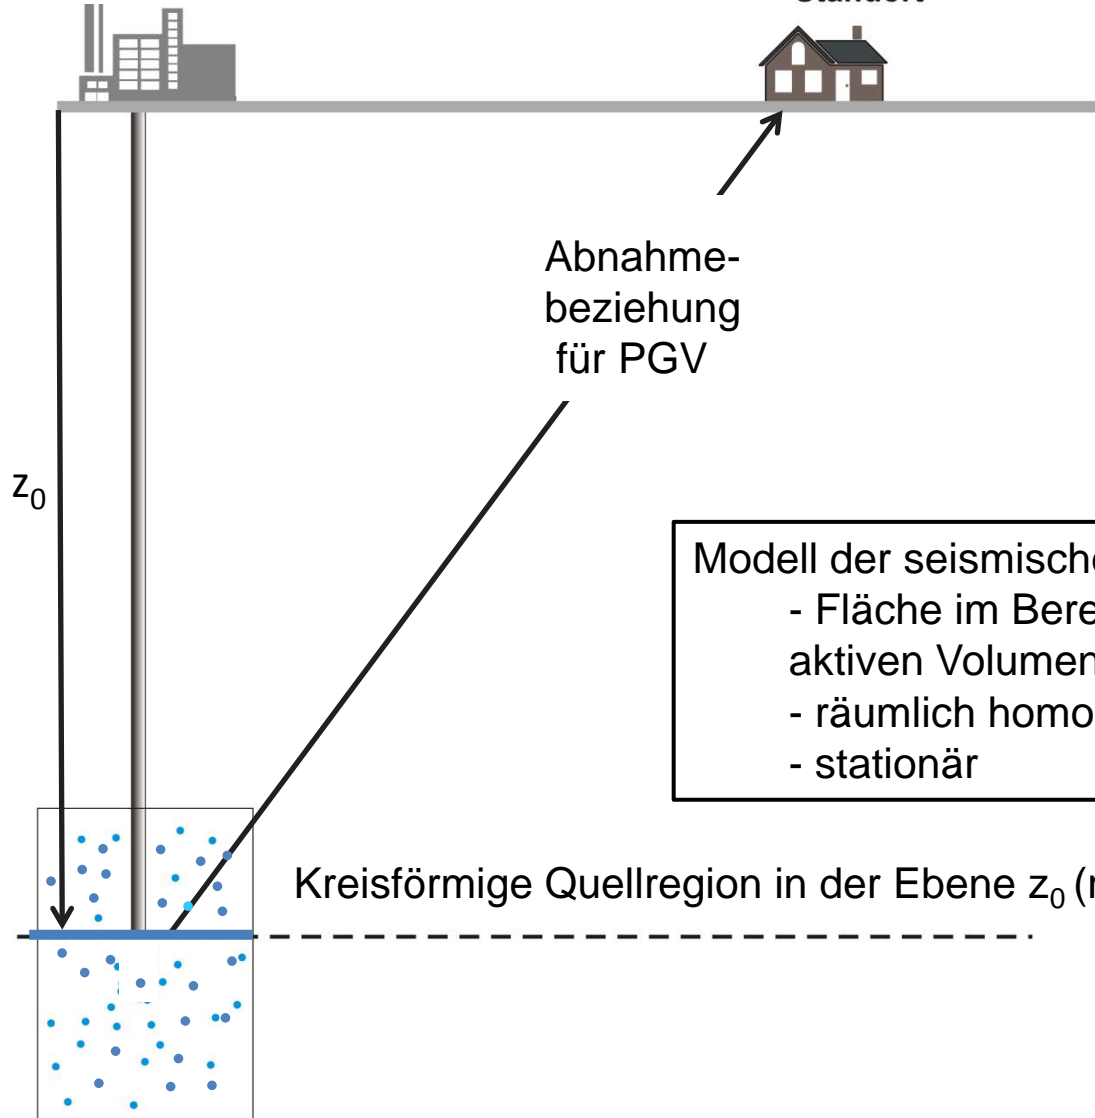 Standort
Abnahme-
beziehung
für PGV
z₀
Modell der seismische
- Fläche im Bere
aktiven Volumen
- räumlich homo
- stationär
Kreisförmige Quellregion in der Ebene z₀ (r